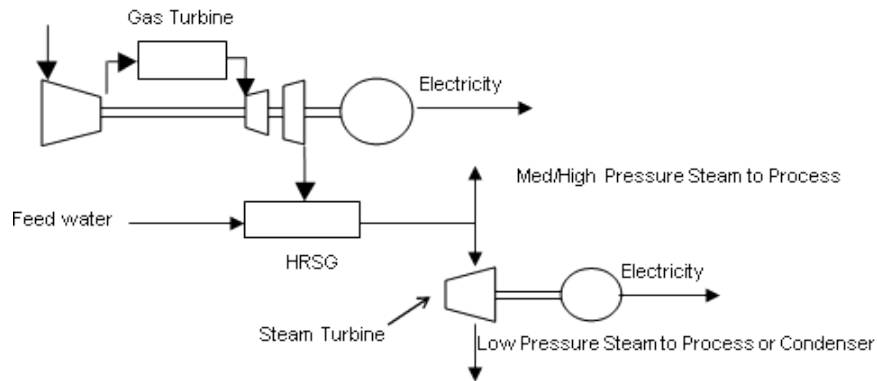 Gas Turbine
Electricity
Med/High Pressure Steam to Process
Feed water
HRSG
Electricity
Steam Turbine
Low Pressure Steam to Process or Condenser